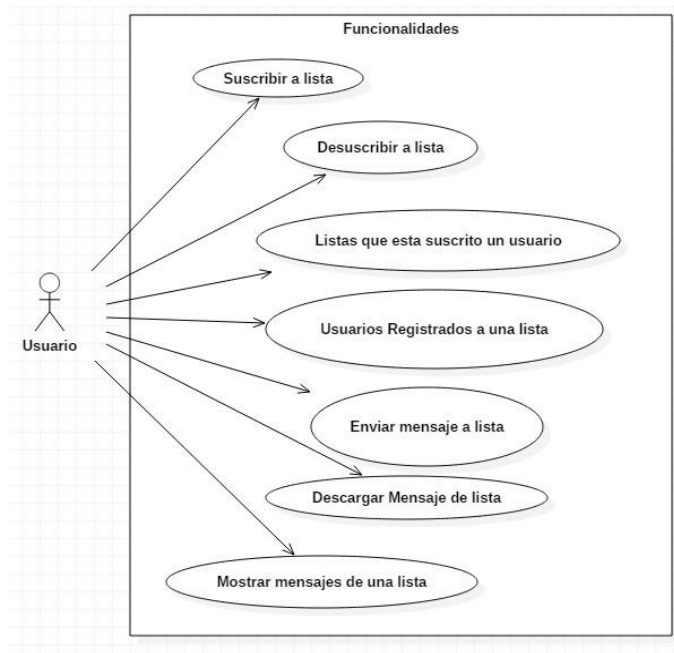 Funcionalidades
Suscribir a lista
Desuscribir a lista
Listas que esta suscrito un usuario
Usuarios Registrados a una lista
Usuario
Enviar mensaje a lista
Descargar Mensaje de lista
Mostrar mensajes de una lista